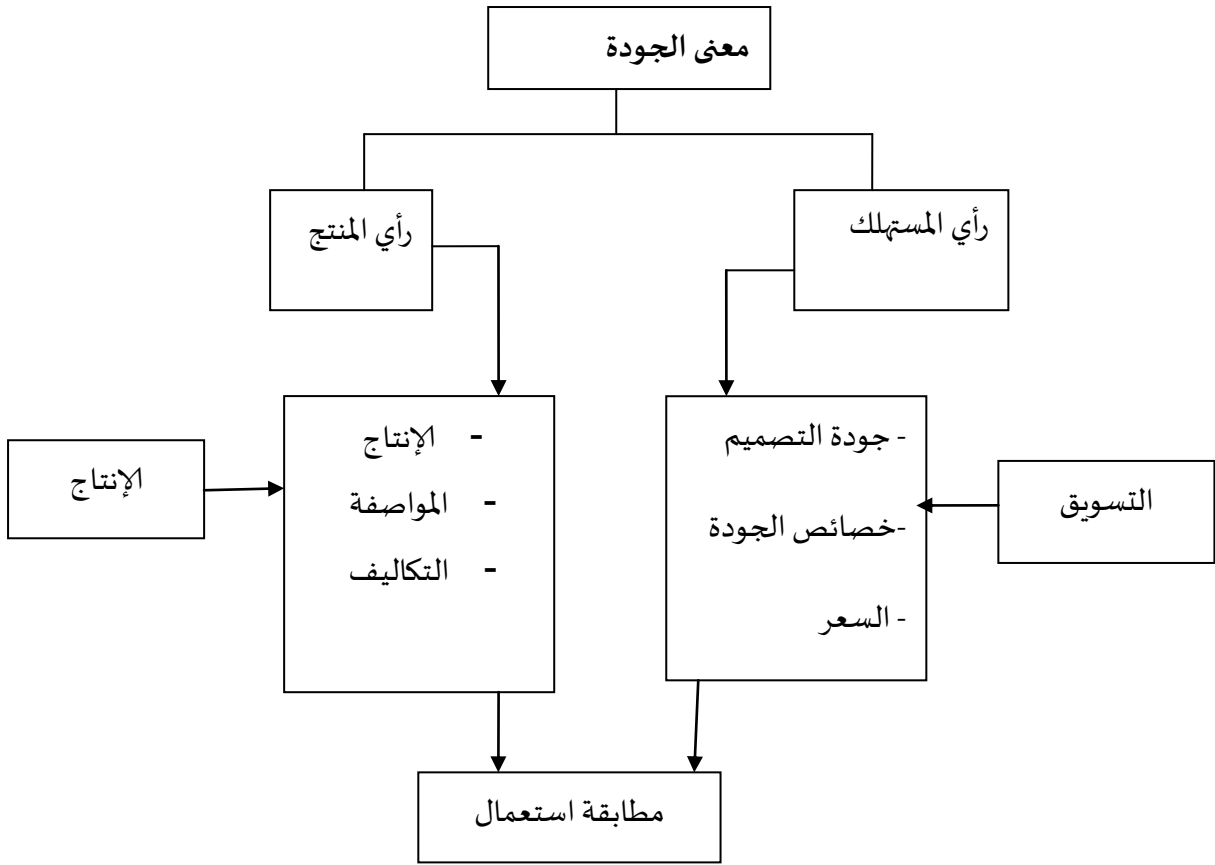 معنى الجودة
رأي المستهلك
رأي المنتج
- جودة التصميم
-خصائص الجودة
- السعر
- الإنتاج
- المواصفة
- التكاليف
التسويق
الإنتاج
مطابقة استعمال